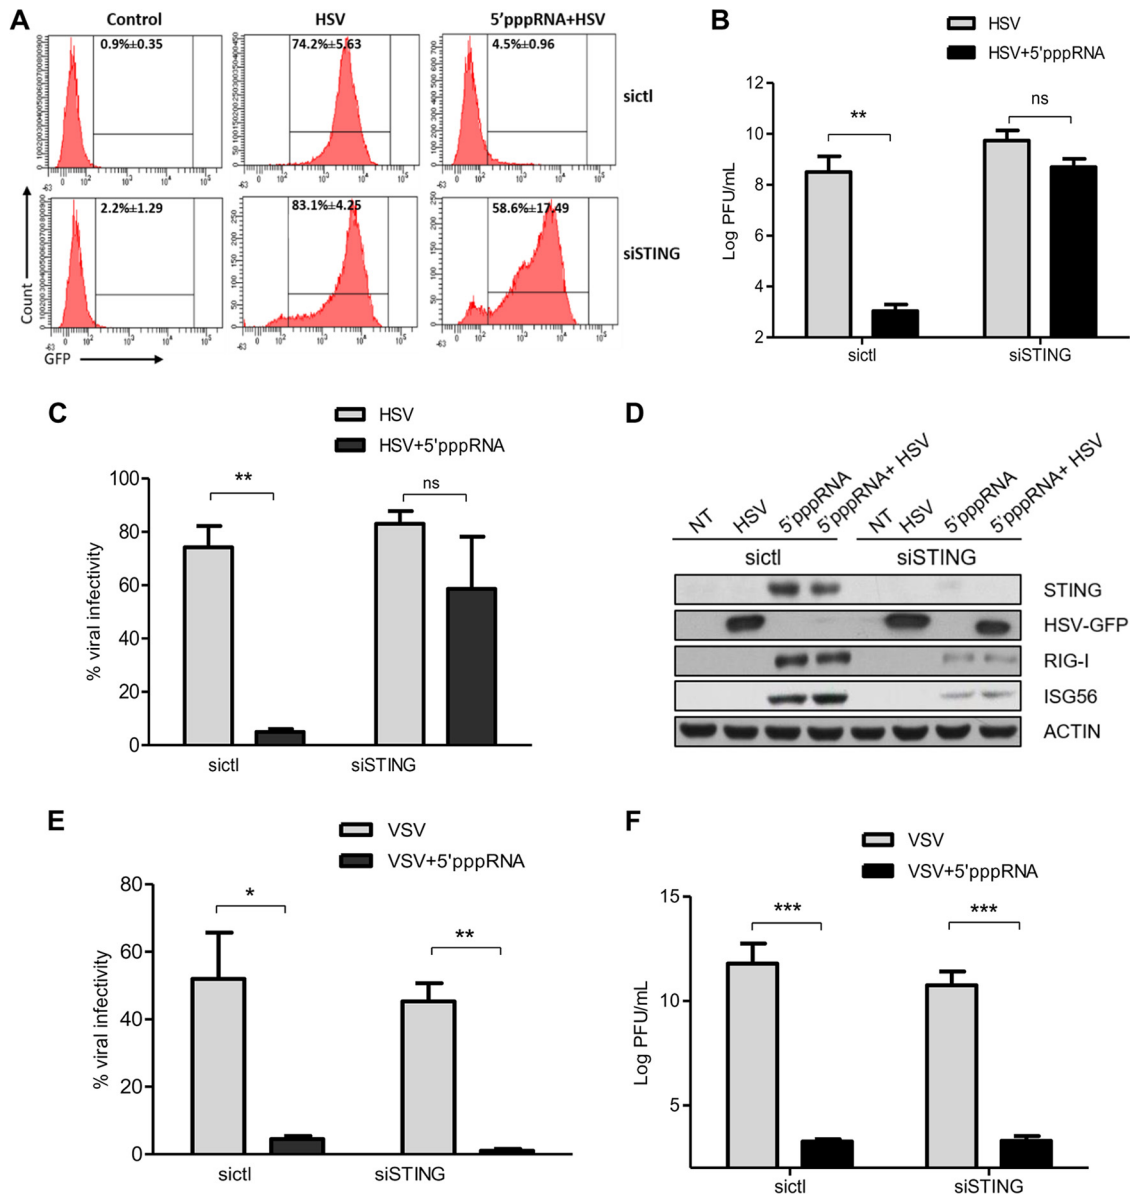 A
Control
HSV
5'pppRNA+HSV
0.9%±0.35
74.2%±5.63
4.5%±0.96
sictl
2.2%±1.29
83.1%±4.25
58.6%±17.49
siSTING
Count
GFP
B
HSV
HSV+5'pppRNA
12
10
8
6
4
2
Log PFU/mL
**
ns
sictl
siSTING
C
HSV
HSV+5'pppRNA
100
80
60
40
20
0
% viral infectivity
**
ns
sictl
siSTING
D
NT HSV 5'pppRNA 5'pppRNA+ HSV NT HSV 5'pppRNA 5'pppRNA+ HSV
sictl siSTING
STING
HSV-GFP
RIG-I
ISG56
ACTIN
E
VSV
VSV+5'pppRNA
80
60
40
20
0
% viral infectivity
*
**
sictl
siSTING
F
VSV
VSV+5'pppRNA
15
10
5
Log PFU/mL
***
***
sictl
siSTING